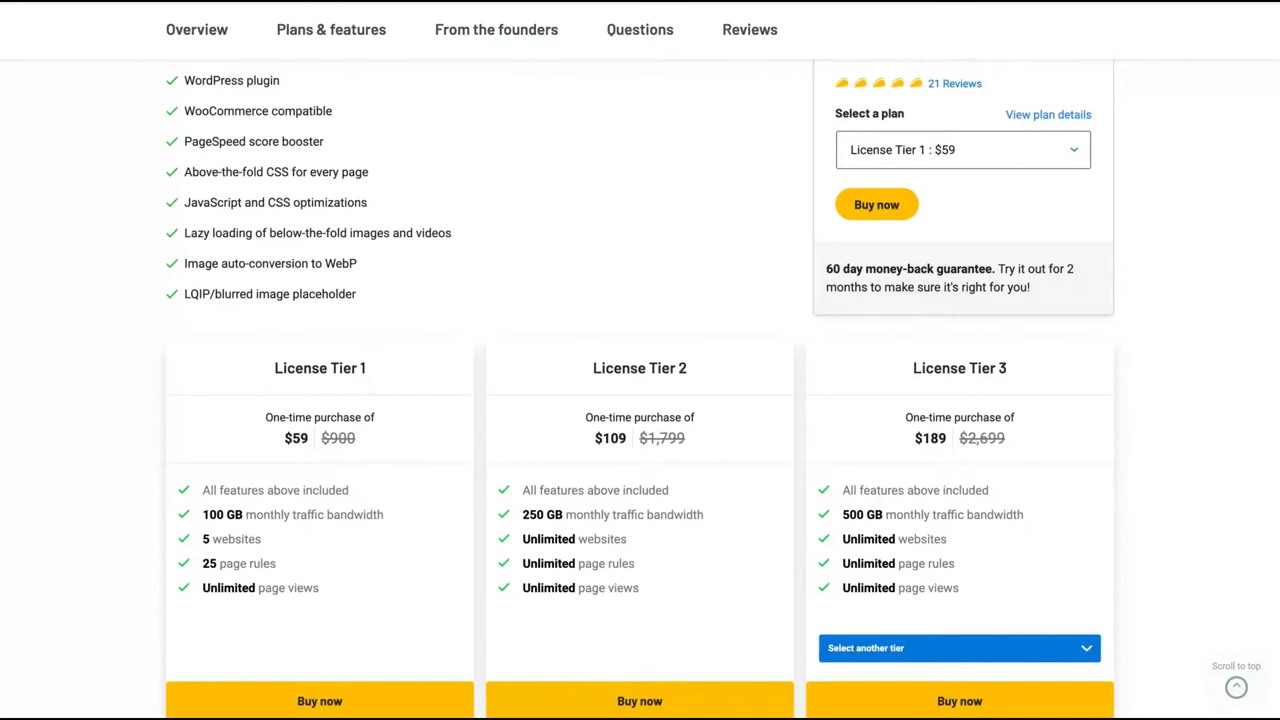 Overview
Plans & features
From the founders
Questions
Reviews
WordPress plugin
WooCommerce compatible
PageSpeed score booster
Above-the-fold CSS for every page
JavaScript and CSS optimizations
Lazy loading of below-the-fold images and videos
Image auto-conversion to WebP
LQIP/blurred image placeholder
21 Reviews
Select a plan
View plan details
License Tier 1 : $59
Buy now
60 day money-back guarantee. Try it out for 2
months to make sure it's right for you!
License Tier 1
One-time purchase of
$59 $900
All features above included
100 GB monthly traffic bandwidth
5 websites
25 page rules
Unlimited page views
Buy now
License Tier 2
One-time purchase of
$109 $1,799
All features above included
250 GB monthly traffic bandwidth
Unlimited websites
Unlimited page rules
Unlimited page views
Buy now
License Tier 3
One-time purchase of
$189 $2,699
All features above included
500 GB monthly traffic bandwidth
Unlimited websites
Unlimited page rules
Unlimited page views
Select another tier
Buy now
Scroll to top